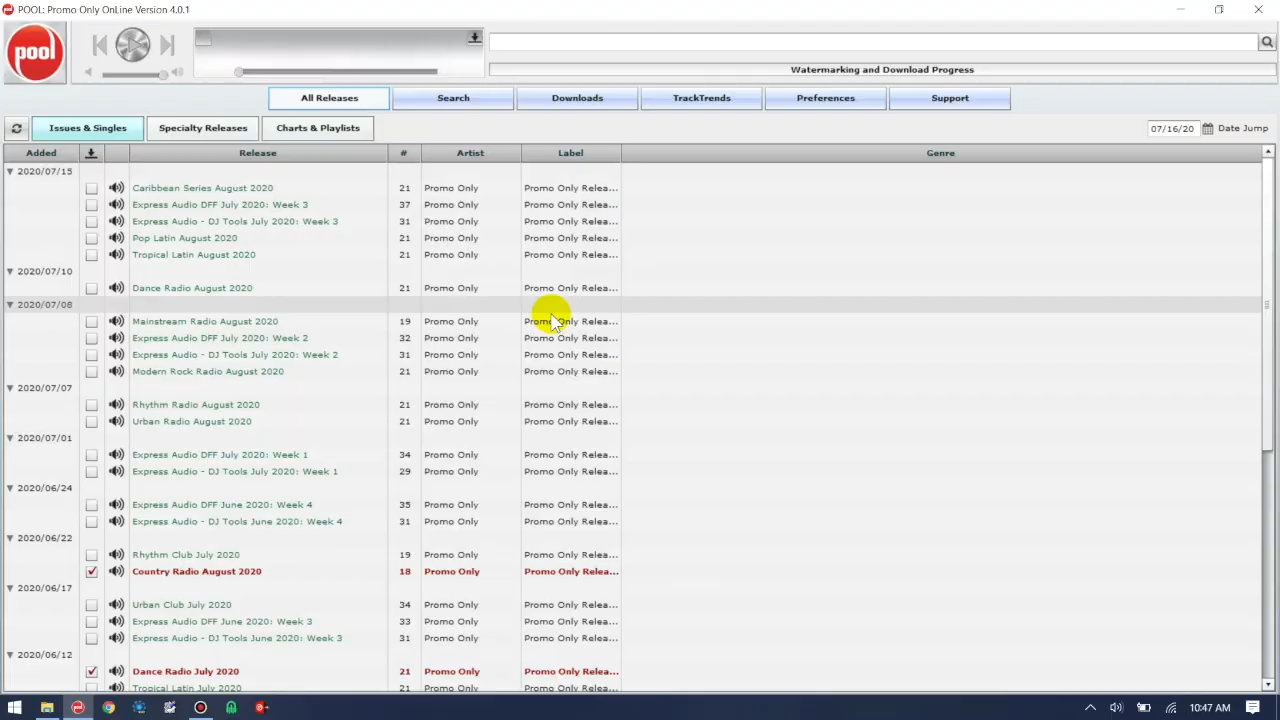 POOL: Promo Only OnLine Version 4.0.1
pool
Watermarking and Download Progress
All Releases Search Downloads TrackTrends Preferences Support
Issues & Singles Specialty Releases Charts & Playlists 07/16/20 Date Jump
Added Release # Artist Label Genre
2020/07/15
Caribbean Series August 2020 21 Promo Only Promo Only Relea...
Express Audio DFF July 2020: Week 3 37 Promo Only Promo Only Relea...
Express Audio - DJ Tools July 2020: Week 3 31 Promo Only Promo Only Relea...
Pop Latin August 2020 21 Promo Only Promo Only Relea...
Tropical Latin August 2020 21 Promo Only Promo Only Relea...
2020/07/10
Dance Radio August 2020 21 Promo Only Promo Only Relea...
2020/07/08
Mainstream Radio August 2020 19 Promo Only Promo Only Relea...
Express Audio DFF July 2020: Week 2 32 Promo Only Promo Only Relea...
Express Audio - DJ Tools July 2020: Week 2 31 Promo Only Promo Only Relea...
Modern Rock Radio August 2020 21 Promo Only Promo Only Relea...
2020/07/07
Rhythm Radio August 2020 21 Promo Only Promo Only Relea...
Urban Radio August 2020 21 Promo Only Promo Only Relea...
2020/07/01
Express Audio DFF July 2020: Week 1 34 Promo Only Promo Only Relea...
Express Audio - DJ Tools July 2020: Week 1 29 Promo Only Promo Only Relea...
2020/06/24
Express Audio DFF June 2020: Week 4 35 Promo Only Promo Only Relea...
Express Audio - DJ Tools June 2020: Week 4 31 Promo Only Promo Only Relea...
2020/06/22
Rhythm Club July 2020 19 Promo Only Promo Only Relea...
Country Radio August 2020 18 Promo Only Promo Only Relea...
2020/06/17
Urban Club July 2020 34 Promo Only Promo Only Relea...
Express Audio DFF June 2020: Week 3 33 Promo Only Promo Only Relea...
Express Audio - DJ Tools June 2020: Week 3 31 Promo Only Promo Only Relea...
2020/06/12
Dance Radio July 2020 21 Promo Only Promo Only Relea...
Tropical Latin July 2020 21 Promo Only Promo Only Relea...
10:47 AM